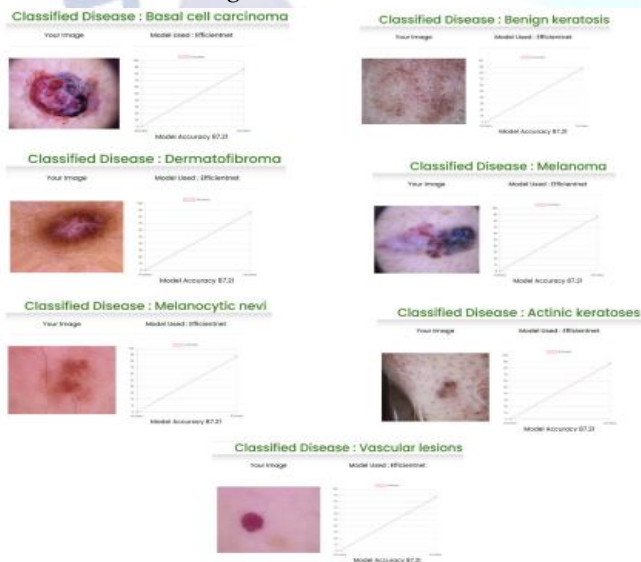 Classified Disease : Basal cell carcinoma
Your Image Model Used : Efficientnet
Model Accuracy 87.21
Classified Disease : Benign keratosis
Your Image Model Used : Efficientnet
Model Accuracy 87.21
Classified Disease : Dermatofibroma
Your Image Model Used : Efficientnet
Model Accuracy 87.21
Classified Disease : Melanoma
Your Image Model Used : Efficientnet
Model Accuracy 87.21
Classified Disease : Melanocytic nevi
Your Image Model Used : Efficientnet
Model Accuracy 87.21
Classified Disease : Actinic keratoses
Your Image Model Used : Efficientnet
Model Accuracy 87.21
Classified Disease : Vascular lesions
Your Image Model Used : Efficientnet
Model Accuracy 87.21